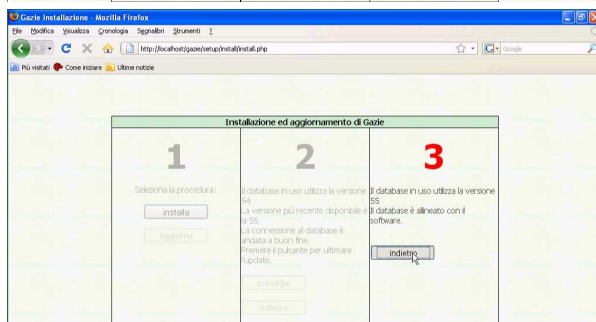 Gazie Installazione - Mozilla Firefox
File Modifica Visualizza Cronologia Segnalibri Strumenti ?
http://localhost/gazie/setup/install/install.php
Google
Più visitati Come iniziare Ultime notizie
Installazione ed aggiornamento di Gazie
1
Seleziona la procedura:
installa
aggiorna
2
Il database in uso utilizza la versione
54
La versione più recente disponibile è
la 55
La connessione al database è
andata a buon fine.
Premere il pulsante per ultimare
l'update.
prosegui
indietro
3
Il database in uso utilizza la versione
55
Il database è allineato con il
software.
indietro